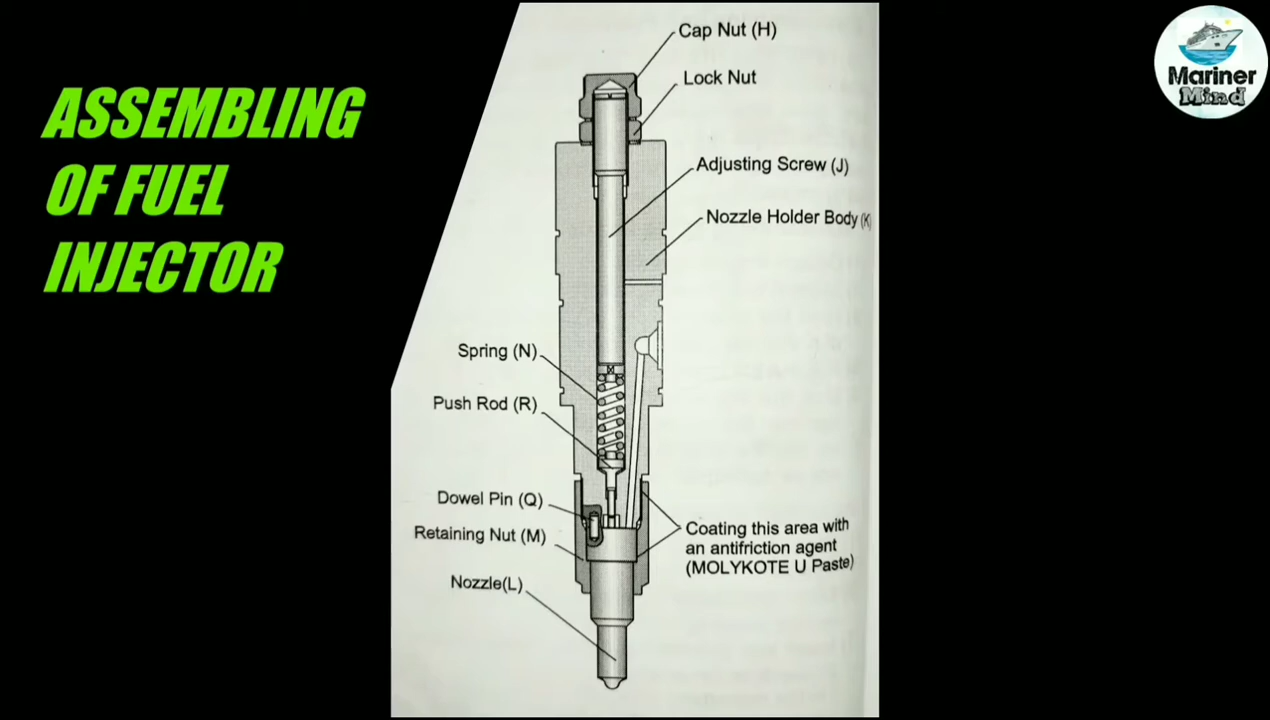 ASSEMBLING
OF FUEL
INJECTOR
Cap Nut (H)
Lock Nut
Adjusting Screw (J)
Nozzle Holder Body (K)
Spring (N)
Push Rod (R)
Dowel Pin (Q)
Retaining Nut (M)
Nozzle(L)
Coating this area with
an antifriction agent
(MOLYKOTE U Paste)
Mariner
Mind